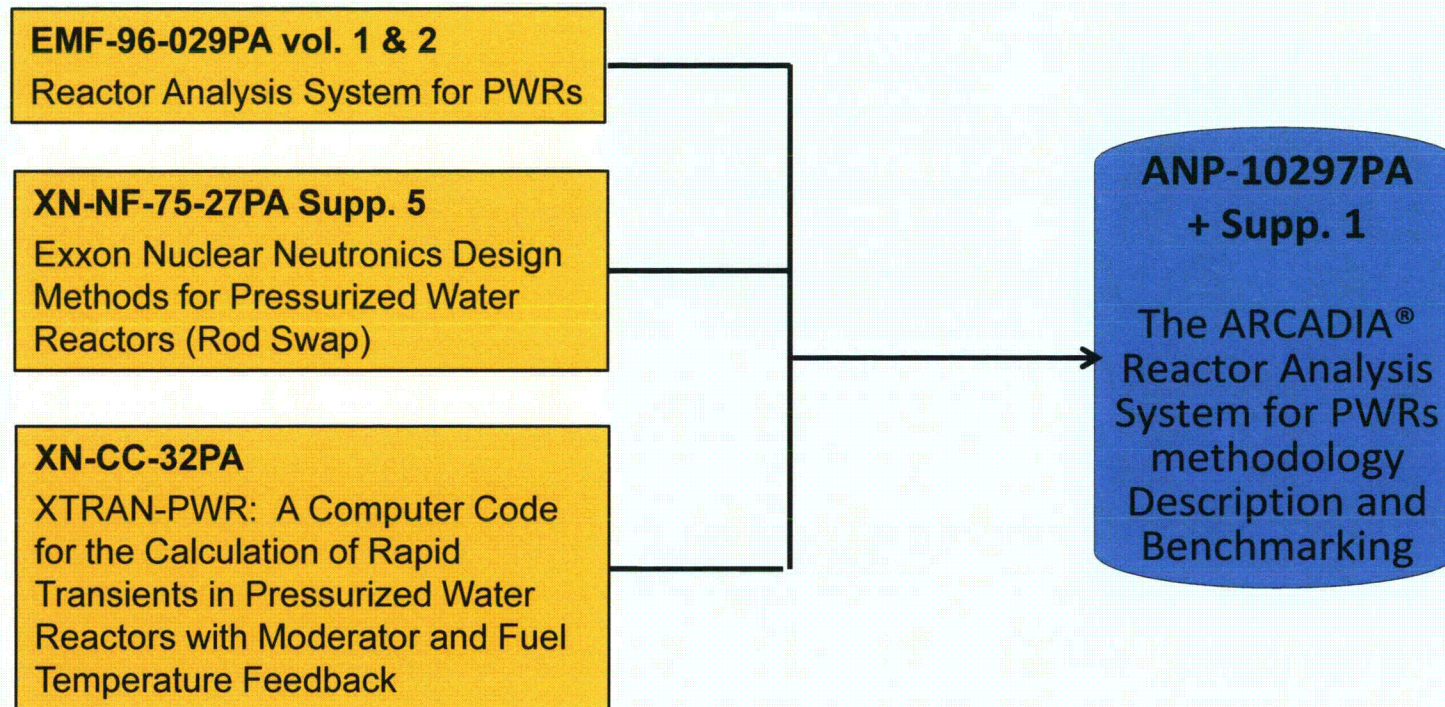 EMF-96-029PA vol. 1 & 2
Reactor Analysis System for PWRs
XN-NF-75-27PA Supp. 5
Exxon Nuclear Neutronics Design
Methods for Pressurized Water
Reactors (Rod Swap)
XN-CC-32PA
XTRAN-PWR: A Computer Code
for the Calculation of Rapid
Transients in Pressurized Water
Reactors with Moderator and Fuel
Temperature Feedback
ANP-10297PA
+ Supp. 1
The ARCADIA®
Reactor Analysis
System for PWRs
methodology
Description and
Benchmarking